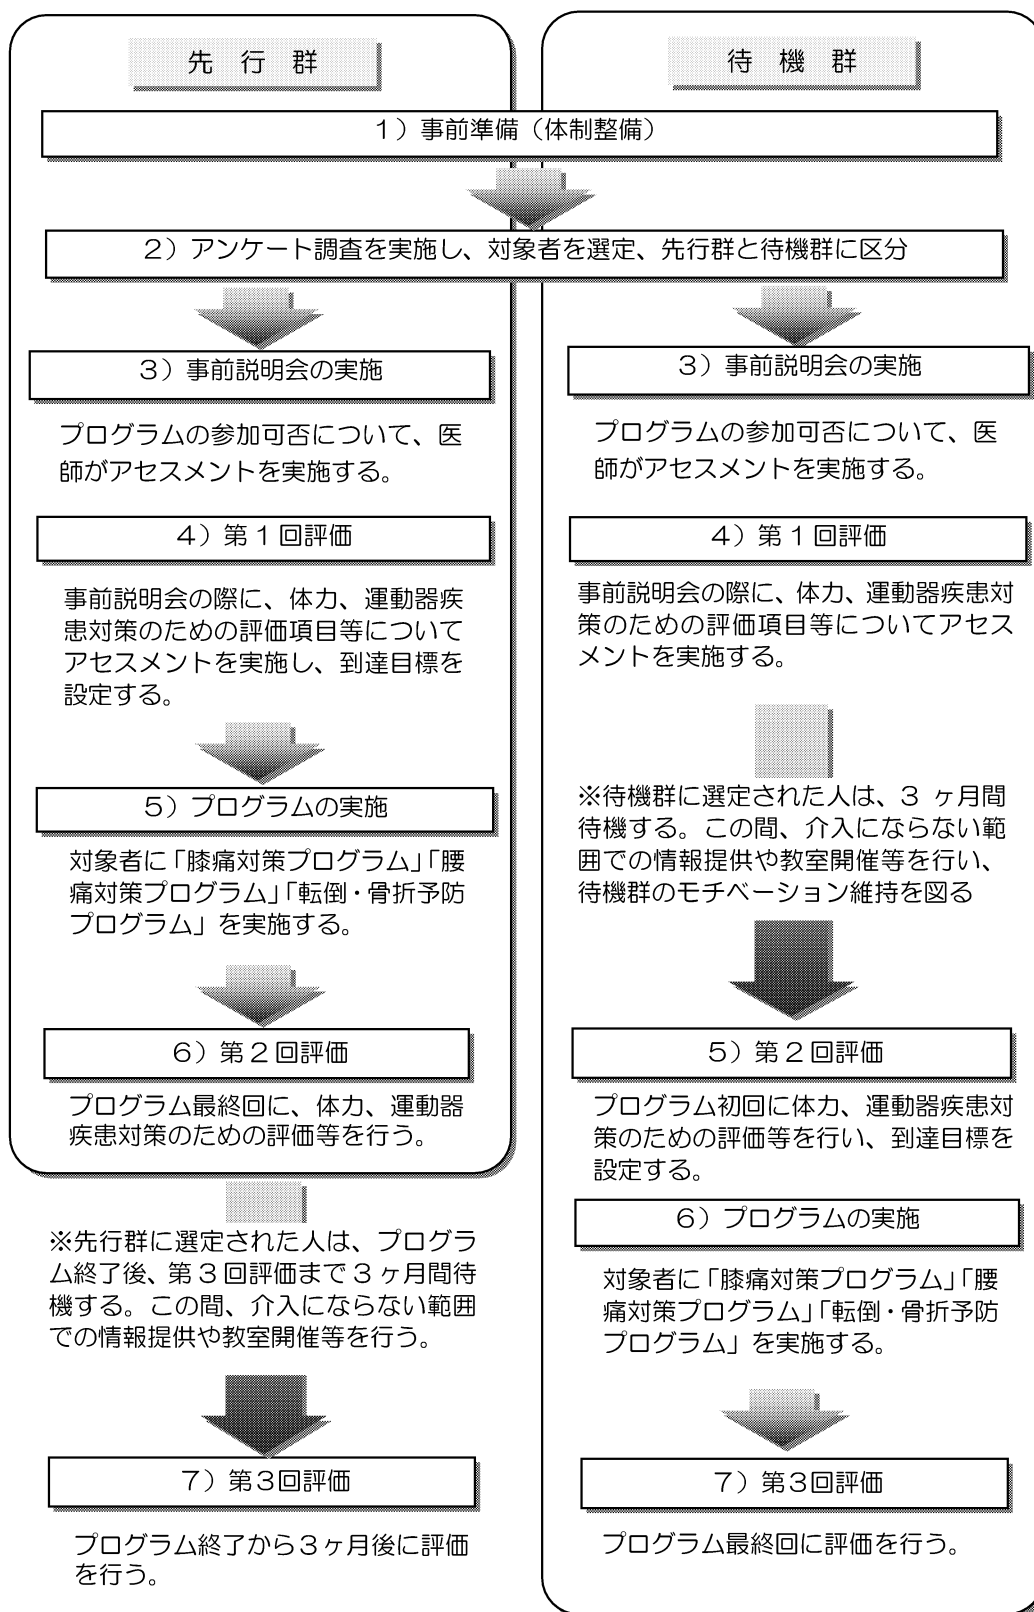 先 行 群
待 機 群
1）事前準備（体制整備）
2）アンケート調査を実施し、対象者を選定、先行群と待機群に区分
3）事前説明会の実施
プログラムの参加可否について、医
師がアセスメントを実施する。
4）第1回評価
事前説明会の際に、体力、運動器疾
患対策のための評価項目等について
アセスメントを実施し、到達目標を
設定する。
5）プログラムの実施
対象者に「膝痛対策プログラム」「腰
痛対策プログラム」「転倒・骨折予防
プログラム」を実施する。
6）第2回評価
プログラム最終回に、体力、運動器
疾患対策のための評価等を行う。
※先行群に選定された人は、プログラ
ム終了後、第3回評価まで3ヶ月間待
機する。この間、介入にならない範囲
での情報提供や教室開催等を行う。
7）第3回評価
プログラム終了から3ヶ月後に評価
を行う。
3）事前説明会の実施
プログラムの参加可否について、医
師がアセスメントを実施する。
4）第1回評価
事前説明会の際に、体力、運動器疾患対
策のための評価項目等についてアセス
メントを実施する。
※待機群に選定された人は、3 ヶ月間
待機する。この間、介入にならない範
囲での情報提供や教室開催等を行い、
待機群のモチベーション維持を図る
5）第2回評価
プログラム初回に体力、運動器疾患対
策のための評価等を行い、到達目標を
設定する。
6）プログラムの実施
対象者に「膝痛対策プログラム」「腰
痛対策プログラム」「転倒・骨折予防
プログラム」を実施する。
7）第3回評価
プログラム最終回に評価を行う。